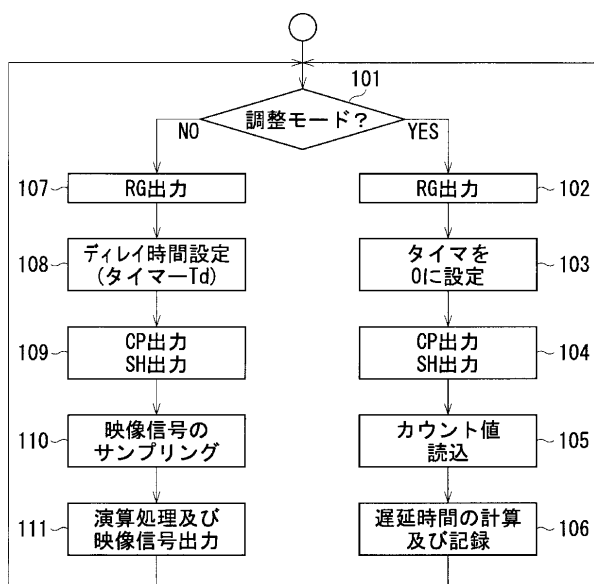 101
調整モード？
NO
YES
107
RG出力
108
ディレイ時間設定
(タイマーTd)
109
CP出力
SH出力
110
映像信号の
サンプリング
111
演算処理及び
映像信号出力
RG出力
102
タイマを
0に設定
103
CP出力
SH出力
104
カウント値
読込
105
遅延時間の計算
及び記録
106